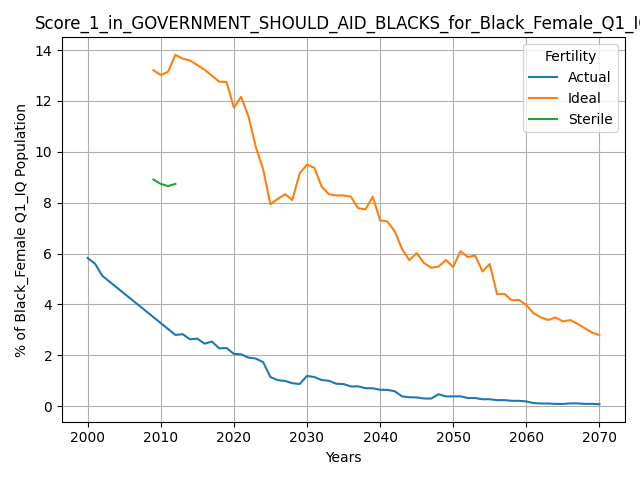 Score_1_in_GOVERNMENT_SHOULD_AID_BLACKS_for_Black_Female_Q1_IQ
Fertility
Actual
Ideal
Sterile
% of Black_Female Q1_IQ Population
14
12
10
8
6
4
2
0
2000 2010 2020 2030 2040 2050 2060 2070
Years